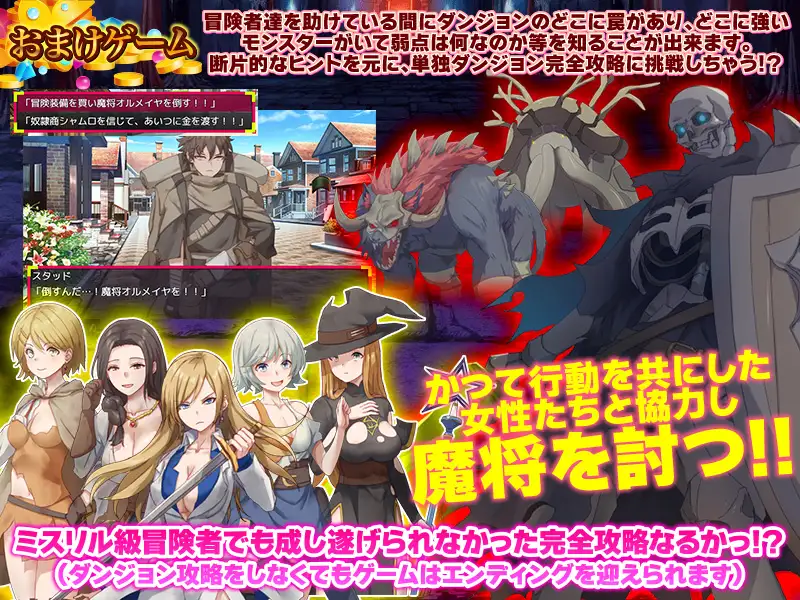 おまけゲーム
冒険者達を助けている間にダンジョンのどこに罠があり、どこに強い
モンスターがいて弱点は何なのか等を知ることが出来ます。
断片的なヒントを元に、単独ダンジョン完全攻略に挑戦しちゃう!?
「冒険装備を買い魔将オルメイヤを倒す!!」
「奴隷商シャムロを信じて、あいつに金を渡す!!」
スタッド
「倒すんだ…!魔将オルメイヤを!!」
かつて行動を共にした
女性たちと協力し
魔将を討つ!!
ミスリル級冒険者でも成し遂げられなかった完全攻略なるかっ!?
(ダンジョン攻略をしなくてもゲームはエンディングを迎えられます)